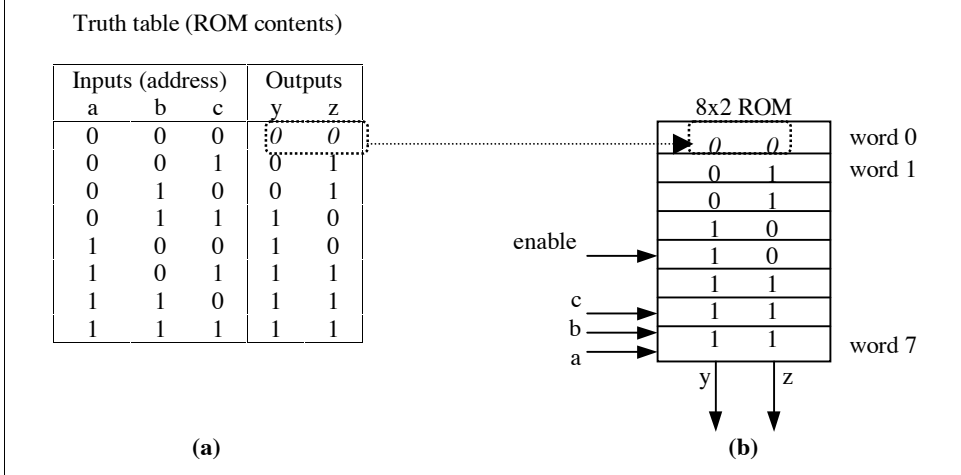 Truth table (ROM contents)
Inputs (address) Outputs
a b c y z
0 0 0 0 0
0 0 1 0 1
0 1 0 0 1
0 1 1 1 0
1 0 0 1 0
1 0 1 1 1
1 1 0 1 1
1 1 1 1 1
(a)
8x2 ROM
0 0 word 0
0 1 word 1
0 1
1 0
enable
1 0
1 1
c
1 1
b
1 1
a
word 7
y z
(b)